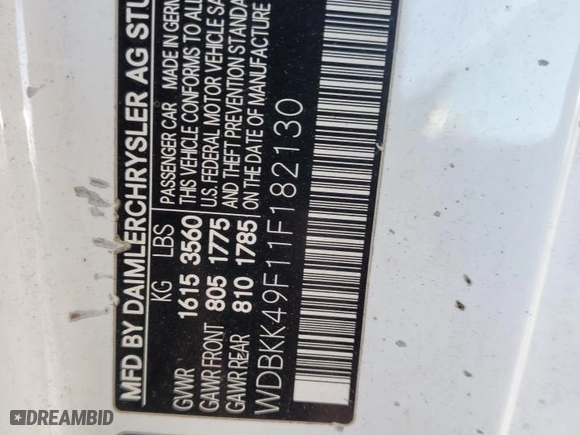 MFD BY DAIMLERCHRYSLER AG STU
PASSENGER CAR MADE IN GERM
THIS VEHICLE CONFORMS TO ALL
U.S. FEDERAL MOTOR VEHICLE SA
AND THEFT PREVENTION STANDA
ON THE DATE OF MANUFACTURE
KG LBS
GVWR 1615 3560
GAWR FRONT 805 1775
GAWR REAR 810 1785
WDBKK49F11F182130
DREAMBID